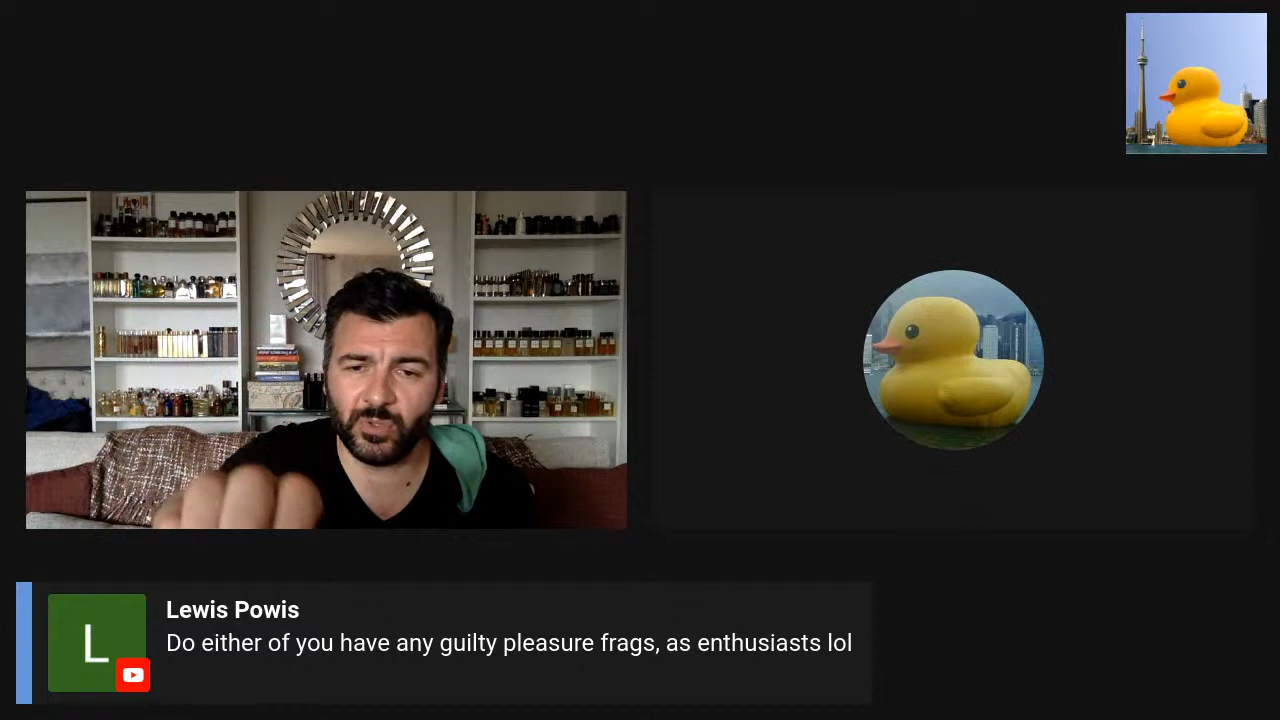 Lewis Powis
L
Do either of you have any guilty pleasure frags, as enthusiasts lol